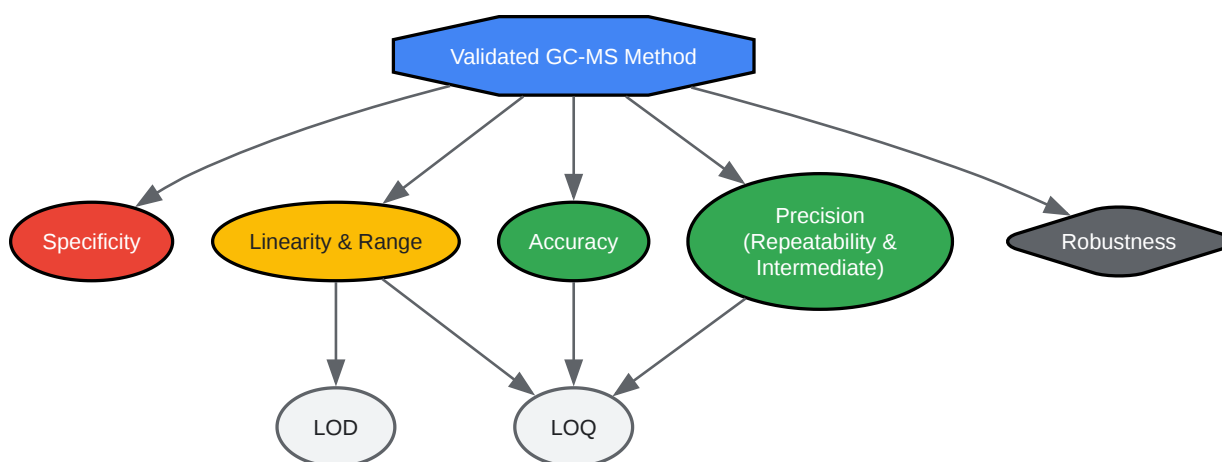 Validated GC-MS Method
Specificity
Linearity & Range
Accuracy
Precision
(Repeatability &
Intermediate)
Robustness
LOD
LOQ